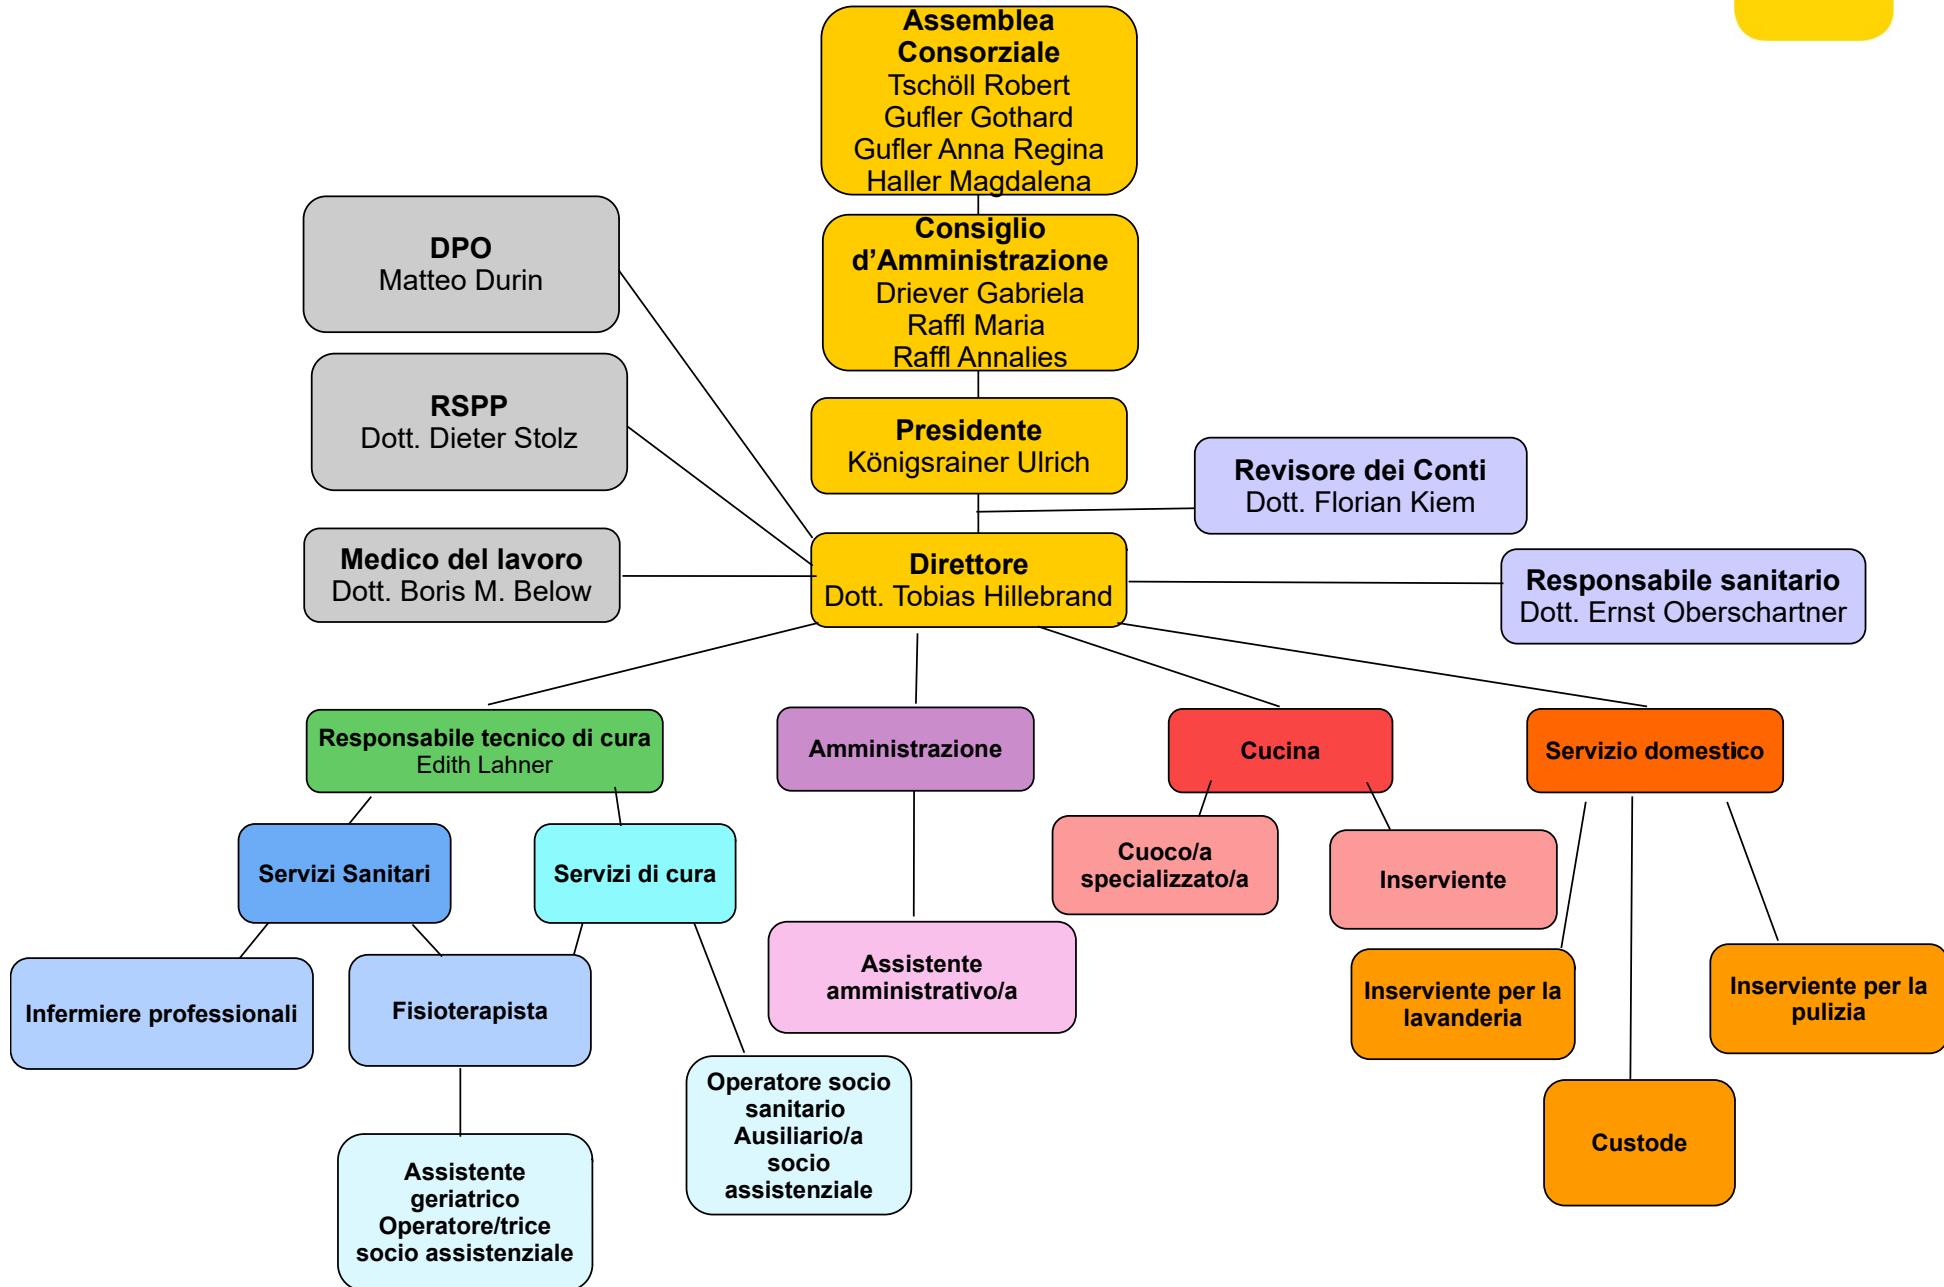 Assemblea
Consorziale
Tschöll Robert
Gufler Gothard
Gufler Anna Regina
Haller Magdalena
Consiglio
d’Amministrazione
Driever Gabriela
Raffl Maria
Raffl Annalies
DPO
Matteo Durin
RSPP
Dott. Dieter Stolz
Presidente
Königsrainer Ulrich
Revisore dei Conti
Dott. Florian Kiem
Medico del lavoro
Dott. Boris M. Below
Direttore
Dott. Tobias Hillebrand
Responsabile sanitario
Dott. Ernst Oberschartner
Responsabile tecnico di cura
Edith Lahner
Amministrazione
Cucina
Servizio domestico
Servizi Sanitari
Servizi di cura
Cuoco/a
specializzato/a
Inserviente
Infermiere professionali
Fisioterapista
Assistente
amministrativo/a
Inserviente per la
lavanderia
Inserviente per la
pulizia
Operatore socio
sanitario
Ausiliario/a
socio
assistenziale
Custode
Assistente
geriatrico
Operatore/trice
socio assistenziale